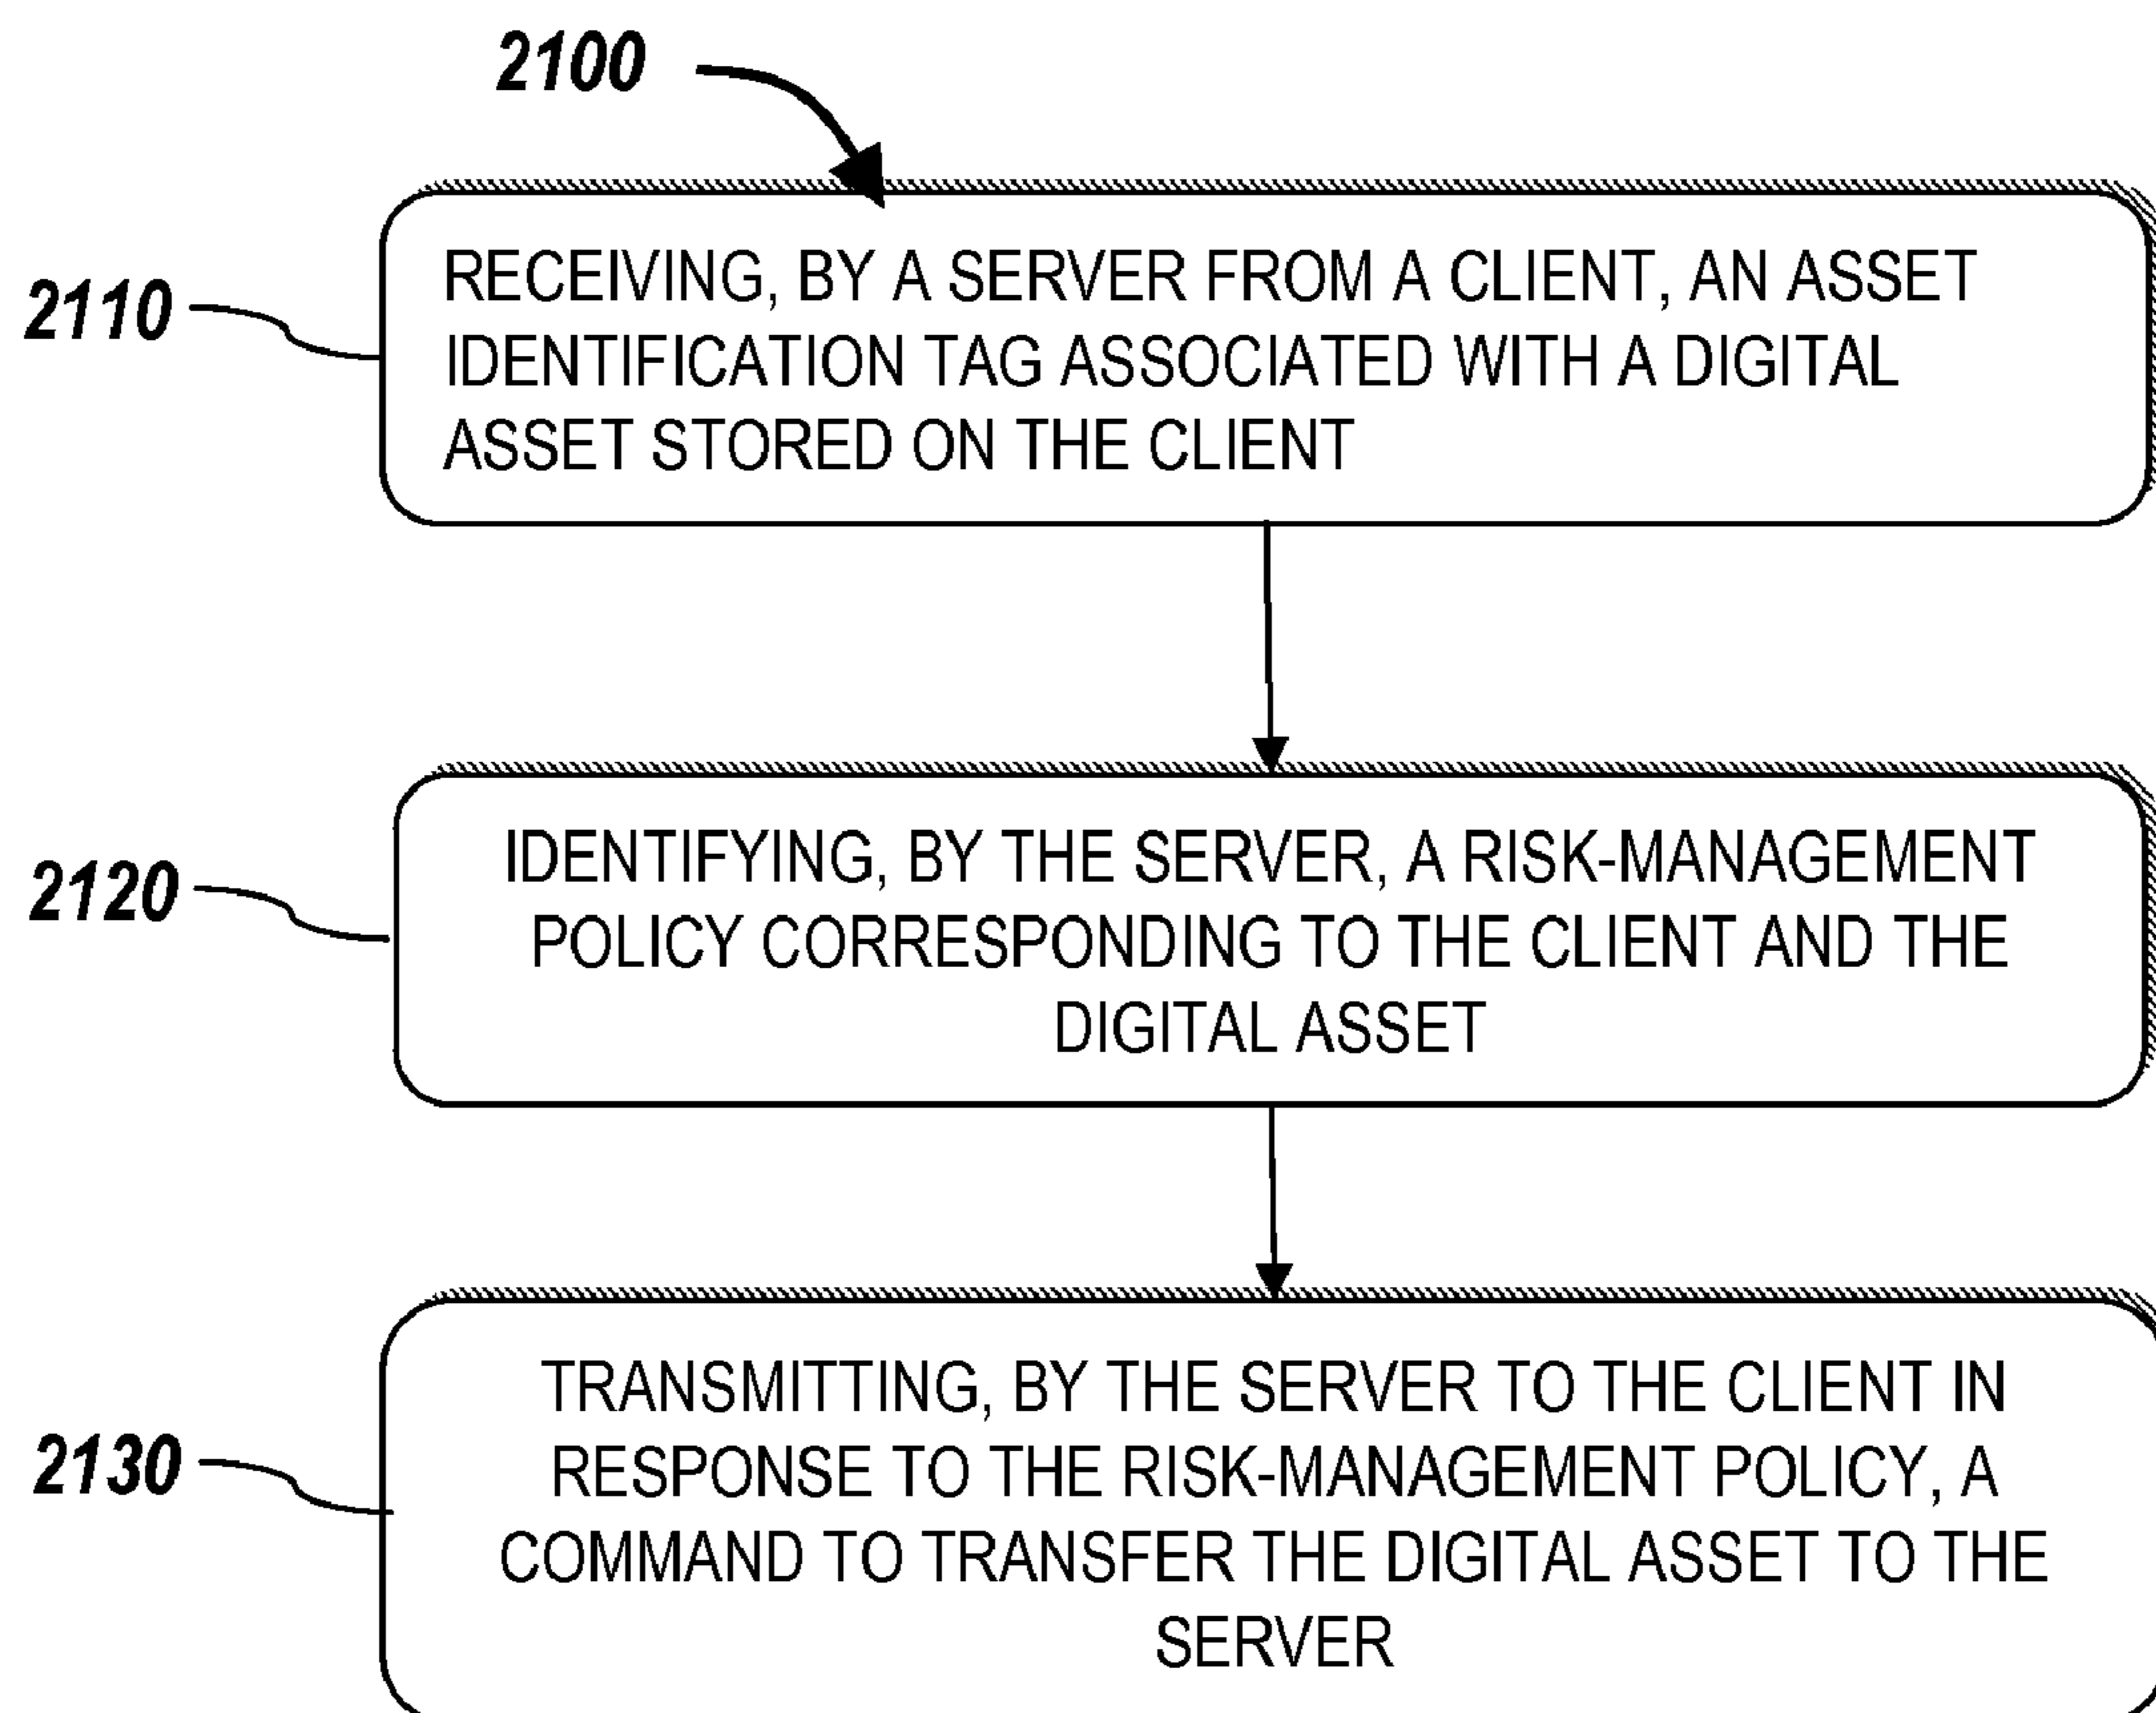 2100
2110
RECEIVING, BY A SERVER FROM A CLIENT, AN ASSET
IDENTIFICATION TAG ASSOCIATED WITH A DIGITAL
ASSET STORED ON THE CLIENT
2120
IDENTIFYING, BY THE SERVER, A RISK-MANAGEMENT
POLICY CORRESPONDING TO THE CLIENT AND THE
DIGITAL ASSET
2130
TRANSMITTING, BY THE SERVER TO THE CLIENT IN
RESPONSE TO THE RISK-MANAGEMENT POLICY, A
COMMAND TO TRANSFER THE DIGITAL ASSET TO THE
SERVER